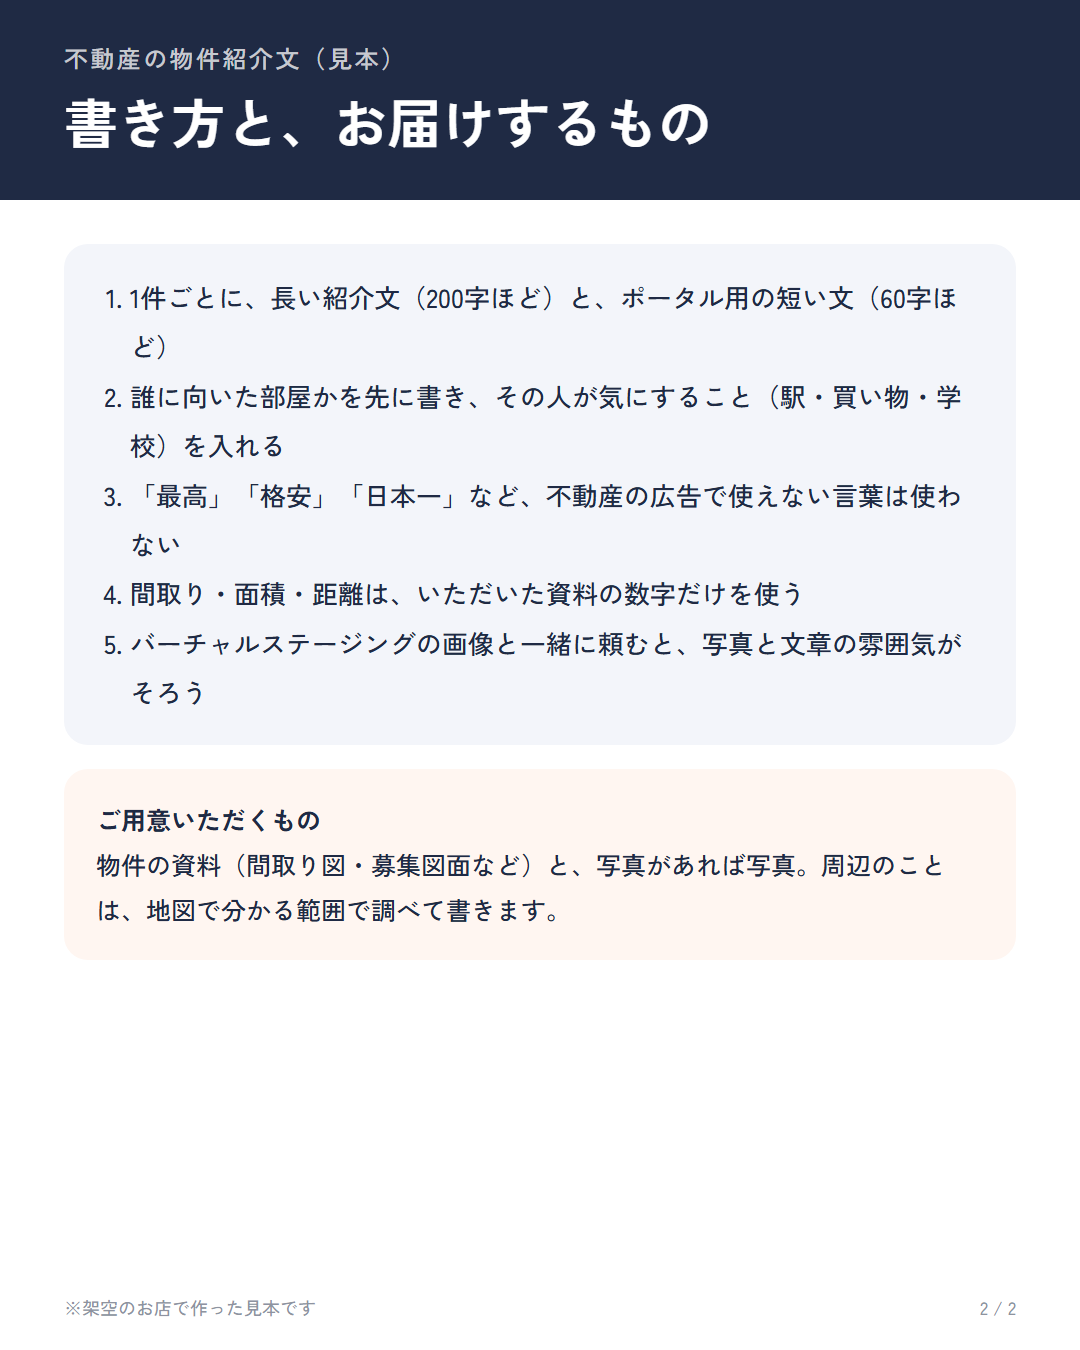 不動産の物件紹介文（見本）
書き方と、お届けするもの
1. 1件ごとに、長い紹介文（200字ほど）と、ポータル用の短い文（60字ほ
ど）
2. 誰に向いた部屋かを先に書き、その人が気にすること（駅・買い物・学
校）を入れる
3. 「最高」「格安」「日本一」など、不動産の広告で使えない言葉は使わ
ない
4. 間取り・面積・距離は、いただいた資料の数字だけを使う
5. バーチャルステージングの画像と一緒に頼むと、写真と文章の雰囲気が
そろう
ご用意いただくもの
物件の資料（間取り図・募集図面など）と、写真があれば写真。周辺のこと
は、地図で分かる範囲で調べて書きます。
※架空のお店で作った見本です
2 / 2